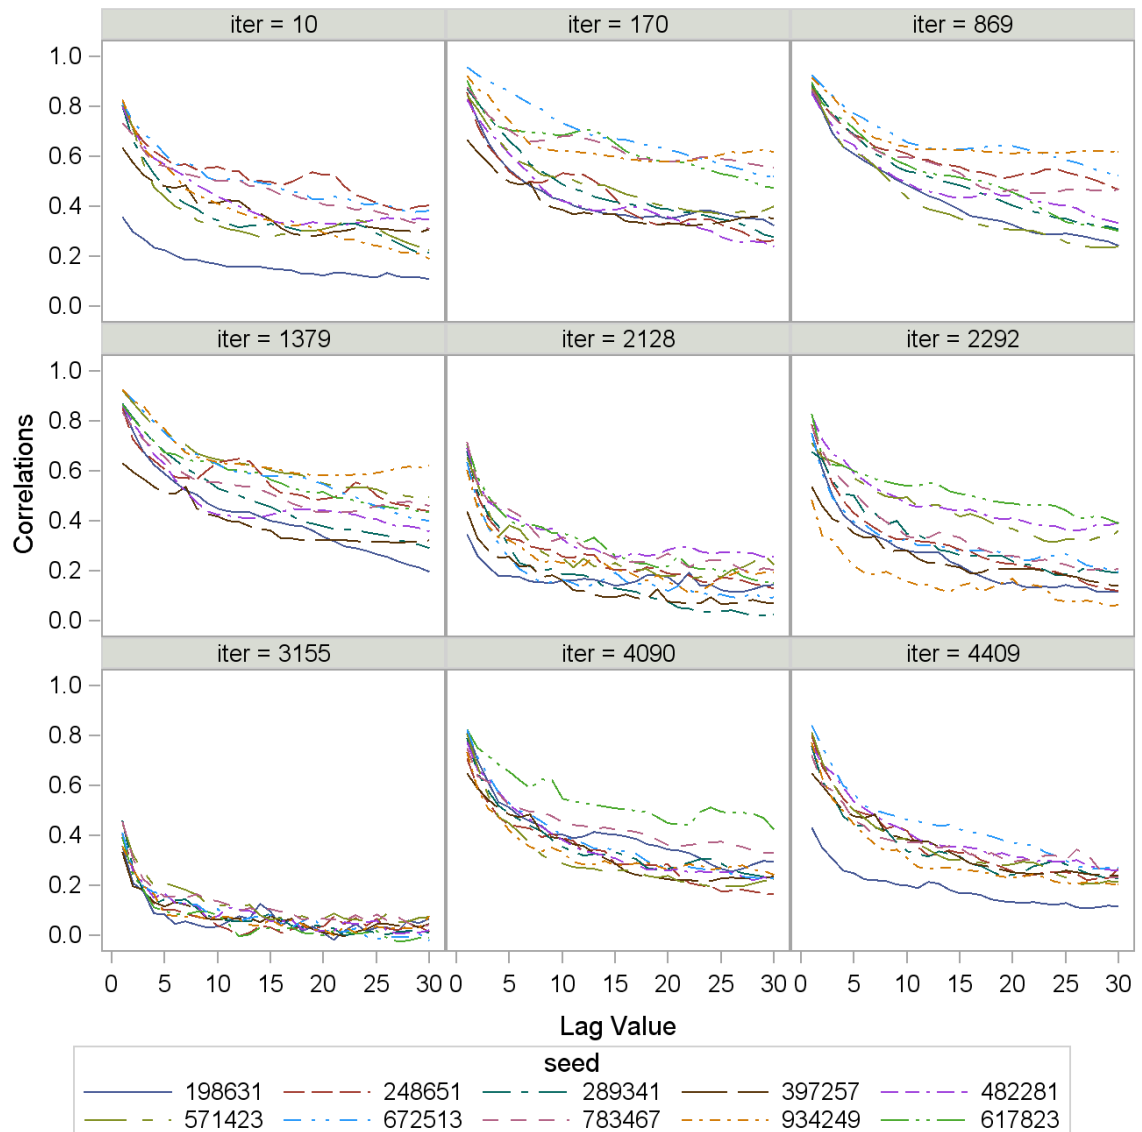 iter = 10 iter = 170 iter = 869
1.0
0.8
0.6
0.4
0.2
0.0
iter = 1379 iter = 2128 iter = 2292
1.0
0.8
0.6
0.4
0.2
0.0
Correlations
iter = 3155 iter = 4090 iter = 4409
1.0
0.8
0.6
0.4
0.2
0.0
0 5 10 15 20 25 30 0 5 10 15 20 25 30 0 5 10 15 20 25 30
Lag Value
seed
198631 248651 289341 397257 482281
571423 672513 783467 934249 617823